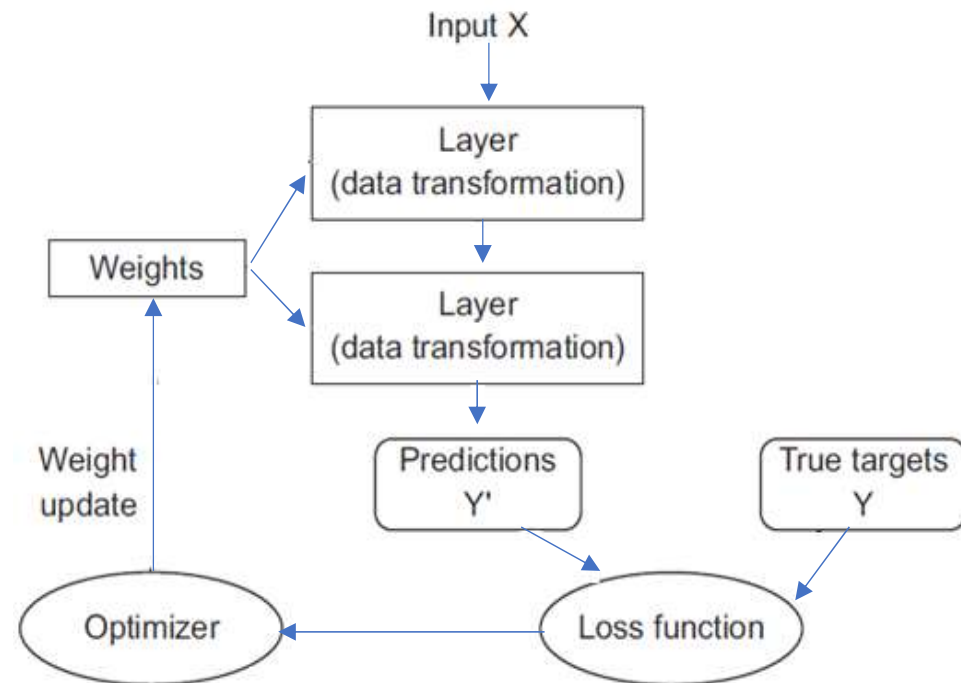 Input X
Layer
(data transformation)
Weights
Layer
(data transformation)
Weight
update
Predictions
Y'
True targets
Y
Optimizer
Loss function